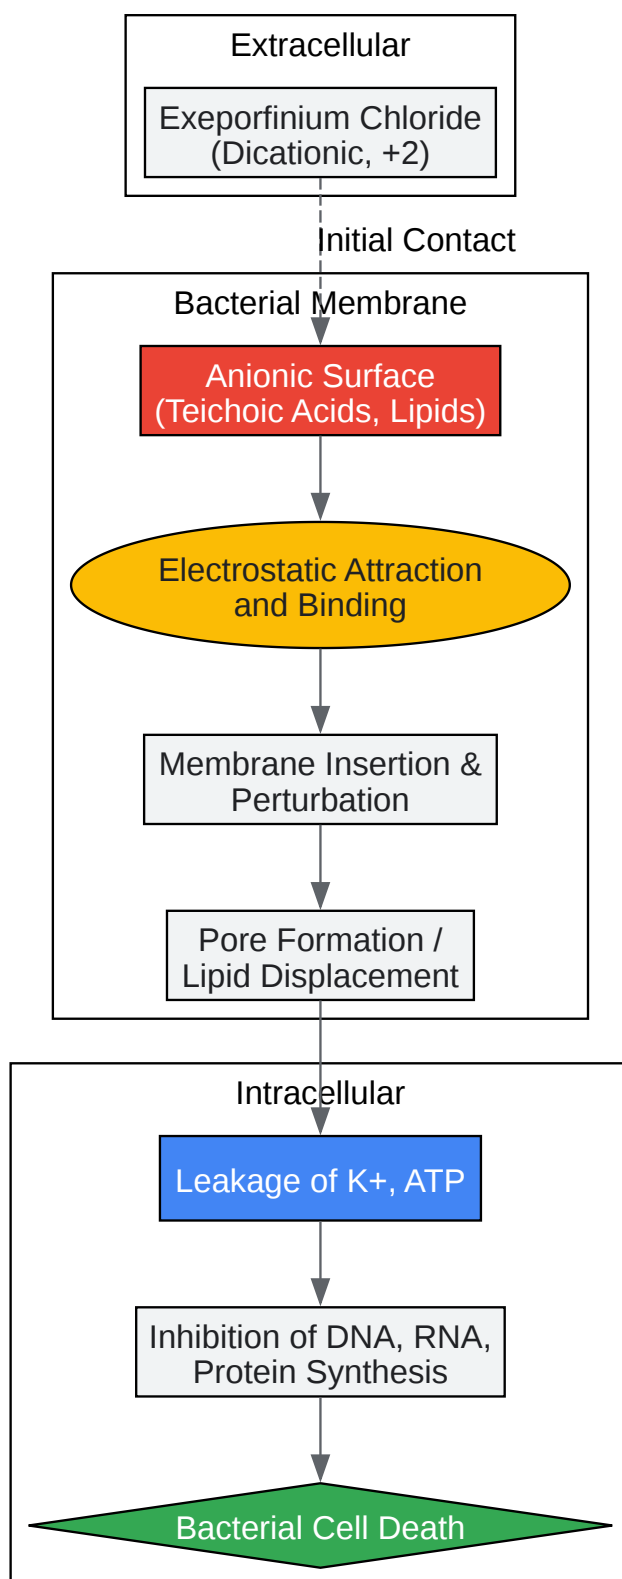 Extracellular
Exeporfinium Chloride
(Dicationic, +2)
Initial Contact
Bacterial Membrane
Anionic Surface
(Teichoic Acids, Lipids)
Electrostatic Attraction
and Binding
Membrane Insertion &
Perturbation
Pore Formation /
Lipid Displacement
Intracellular
Leakage of K+, ATP
Inhibition of DNA, RNA,
Protein Synthesis
Bacterial Cell Death